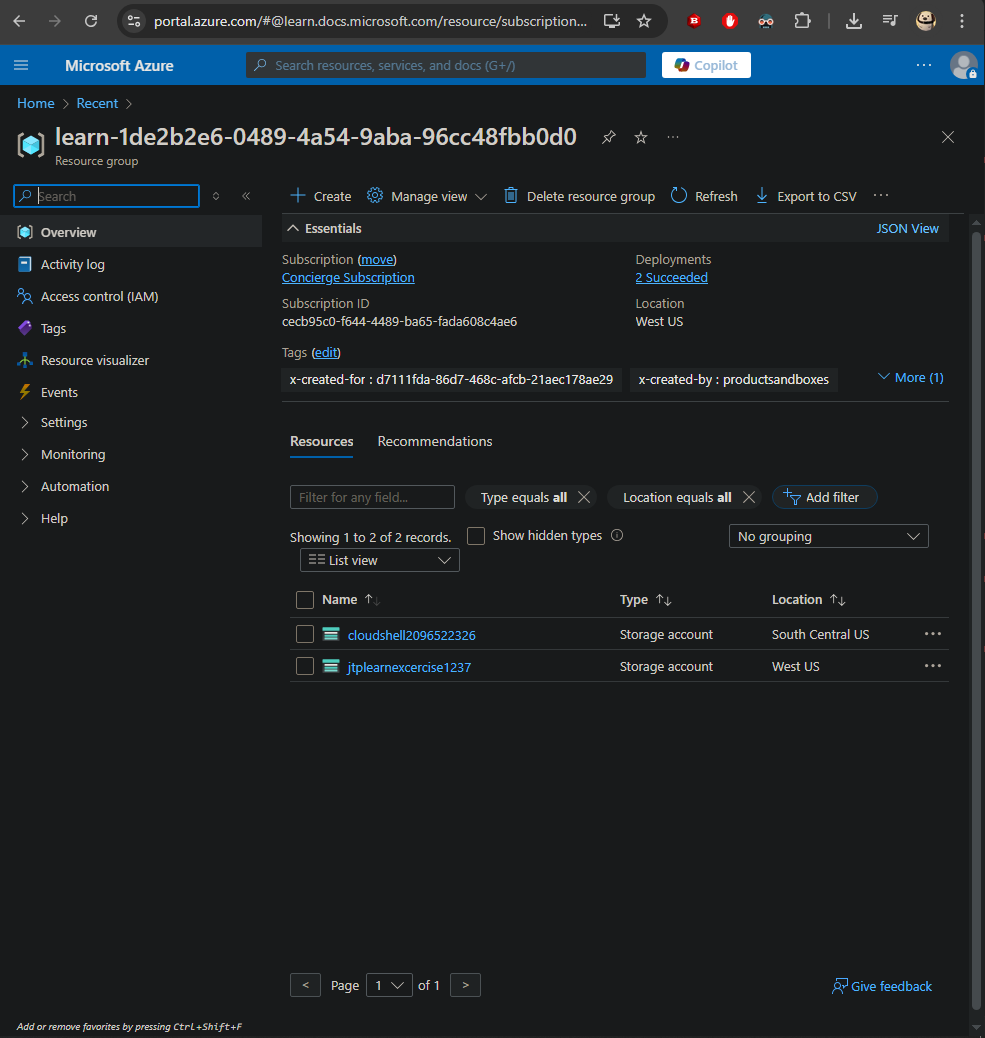 portal.azure.com/#@learn.docs.microsoft.com/resource/subscription...
Microsoft Azure
Search resources, services, and docs (G+/)
Copilot
...
Home > Recent >
learn-1de2b2e6-0489-4a54-9aba-96cc48fbb0d0
...
Resource group
Search
Create
Manage view
Delete resource group
Refresh
Export to CSV
...
Overview
Activity log
Access control (IAM)
Tags
Resource visualizer
Events
Settings
Monitoring
Automation
Help
Essentials
JSON View
Subscription (move)
Concierge Subscription
Subscription ID
cecb95c0-f644-4489-ba65-fada608c4ae6
Deployments
2 Succeeded
Location
West US
Tags (edit)
x-created-for : d7111fda-86d7-468c-afcb-21aec178ae29
x-created-by : productsandboxes
More (1)
Resources
Recommendations
Filter for any field...
Type equals all
Location equals all
Add filter
Showing 1 to 2 of 2 records.
Show hidden types
No grouping
List view
Name
Type
Location
cloudshell2096522326
Storage account
South Central US
...
jtplearnexcercise1237
Storage account
West US
...
< Page 1 of 1 >
Give feedback
Add or remove favorites by pressing Ctrl+Shift+F